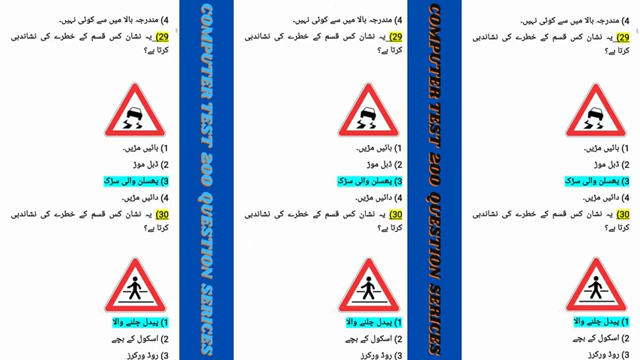 4) مندرجہ بالا میں سے کوئی نہیں۔
29) یہ نشان کس قسم کے خطرے کی نشاندہی
کرتا ہے؟
1) بائیں مڑیں۔
2) ڈبل موڑ
3) پھسلن والی سڑک
4) دائیں مڑیں۔
30) یہ نشان کس قسم کے خطرے کی نشاندہی
کرتا ہے؟
1) پیدل چلنے والا
2) اسکول کے بچے
3) روڈ ورکرز
COMPUTER TEST 200 QUESTION SERICES
4) مندرجہ بالا میں سے کوئی نہیں۔
29) یہ نشان کس قسم کے خطرے کی نشاندہی
کرتا ہے؟
1) بائیں مڑیں۔
2) ڈبل موڑ
3) پھسلن والی سڑک
4) دائیں مڑیں۔
30) نشان کس قسم کے خطرے کی نشاندہی
کرتا ہے؟
1) پیدل چلنے والا
2) اسکول کے بچے
3) روڈ ورکرز
COMPUTER TEST 200 QUESTION SERICES
4) مندرجہ بالا میں سے کوئی نہیں۔
29) یہ نشان کس قسم کے خطرے کی نشاندہی
کرتا ہے؟
1) بائیں مڑیں۔
2) ڈبل موڑ
3) پھسلن والی سڑک
4) دائیں مڑیں۔
30) یہ نشان کس قسم کے خطرے کی نشاندہی
کرتا ہے؟
1) پیدل چلنے والا
2) اسکول کے بچے
3) روڈ ورکرز